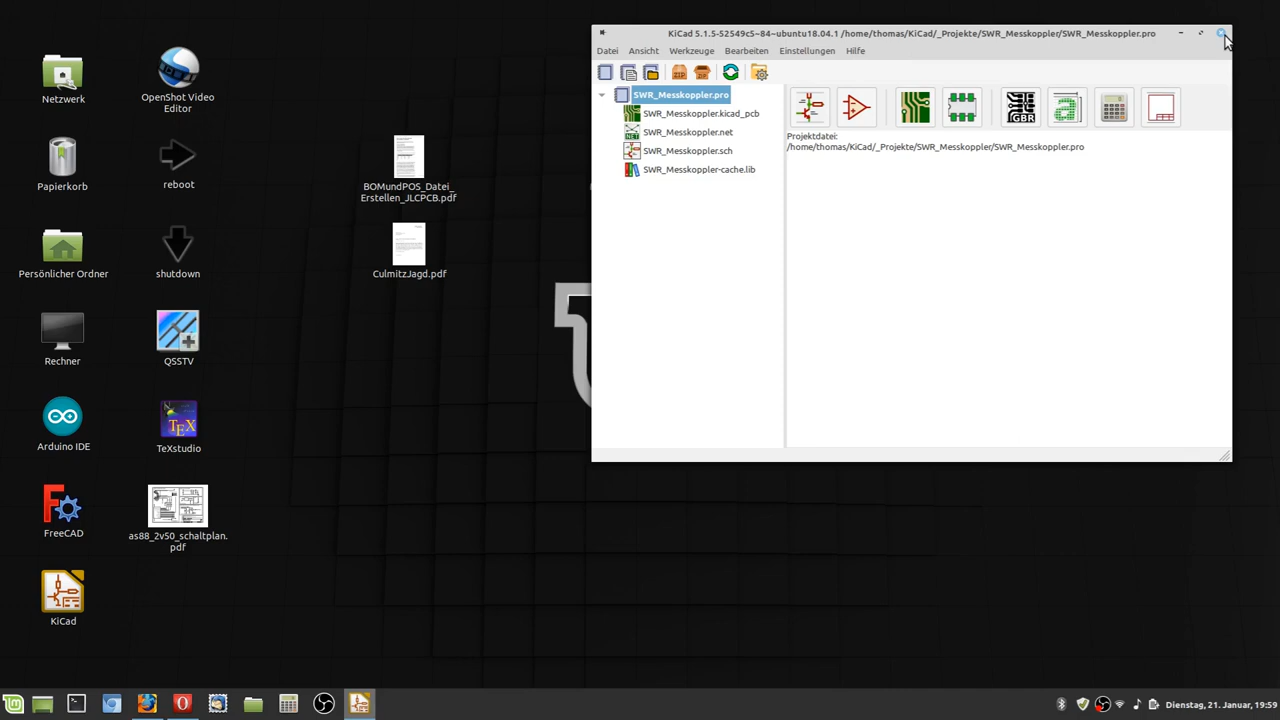 Netzwerk
OpenShot Video
Editor
Papierkorb
reboot
Persönlicher Ordner
shutdown
Rechner
QSSTV
Arduino IDE
TeXstudio
FreeCAD
as88_2v50_schaltplan.
pdf
KiCad
BOMundPOS_Datei_
Erstellen_JLCPCB.pdf
CulmitzJagd.pdf
KiCad 5.1.5-52549c5~84~ubuntu18.04.1 /home/thomas/KiCad/_Projekte/SWR_Messkoppler/SWR_Messkoppler.pro
Datei Ansicht Werkzeuge Bearbeiten Einstellungen Hilfe
SWR_Messkoppler.pro
SWR_Messkoppler.kicad_pcb
SWR_Messkoppler.net
SWR_Messkoppler.sch
SWR_Messkoppler-cache.lib
Projektdatei:
/home/thomas/KiCad/_Projekte/SWR_Messkoppler/SWR_Messkoppler.pro
Dienstag, 21. Januar, 19:59